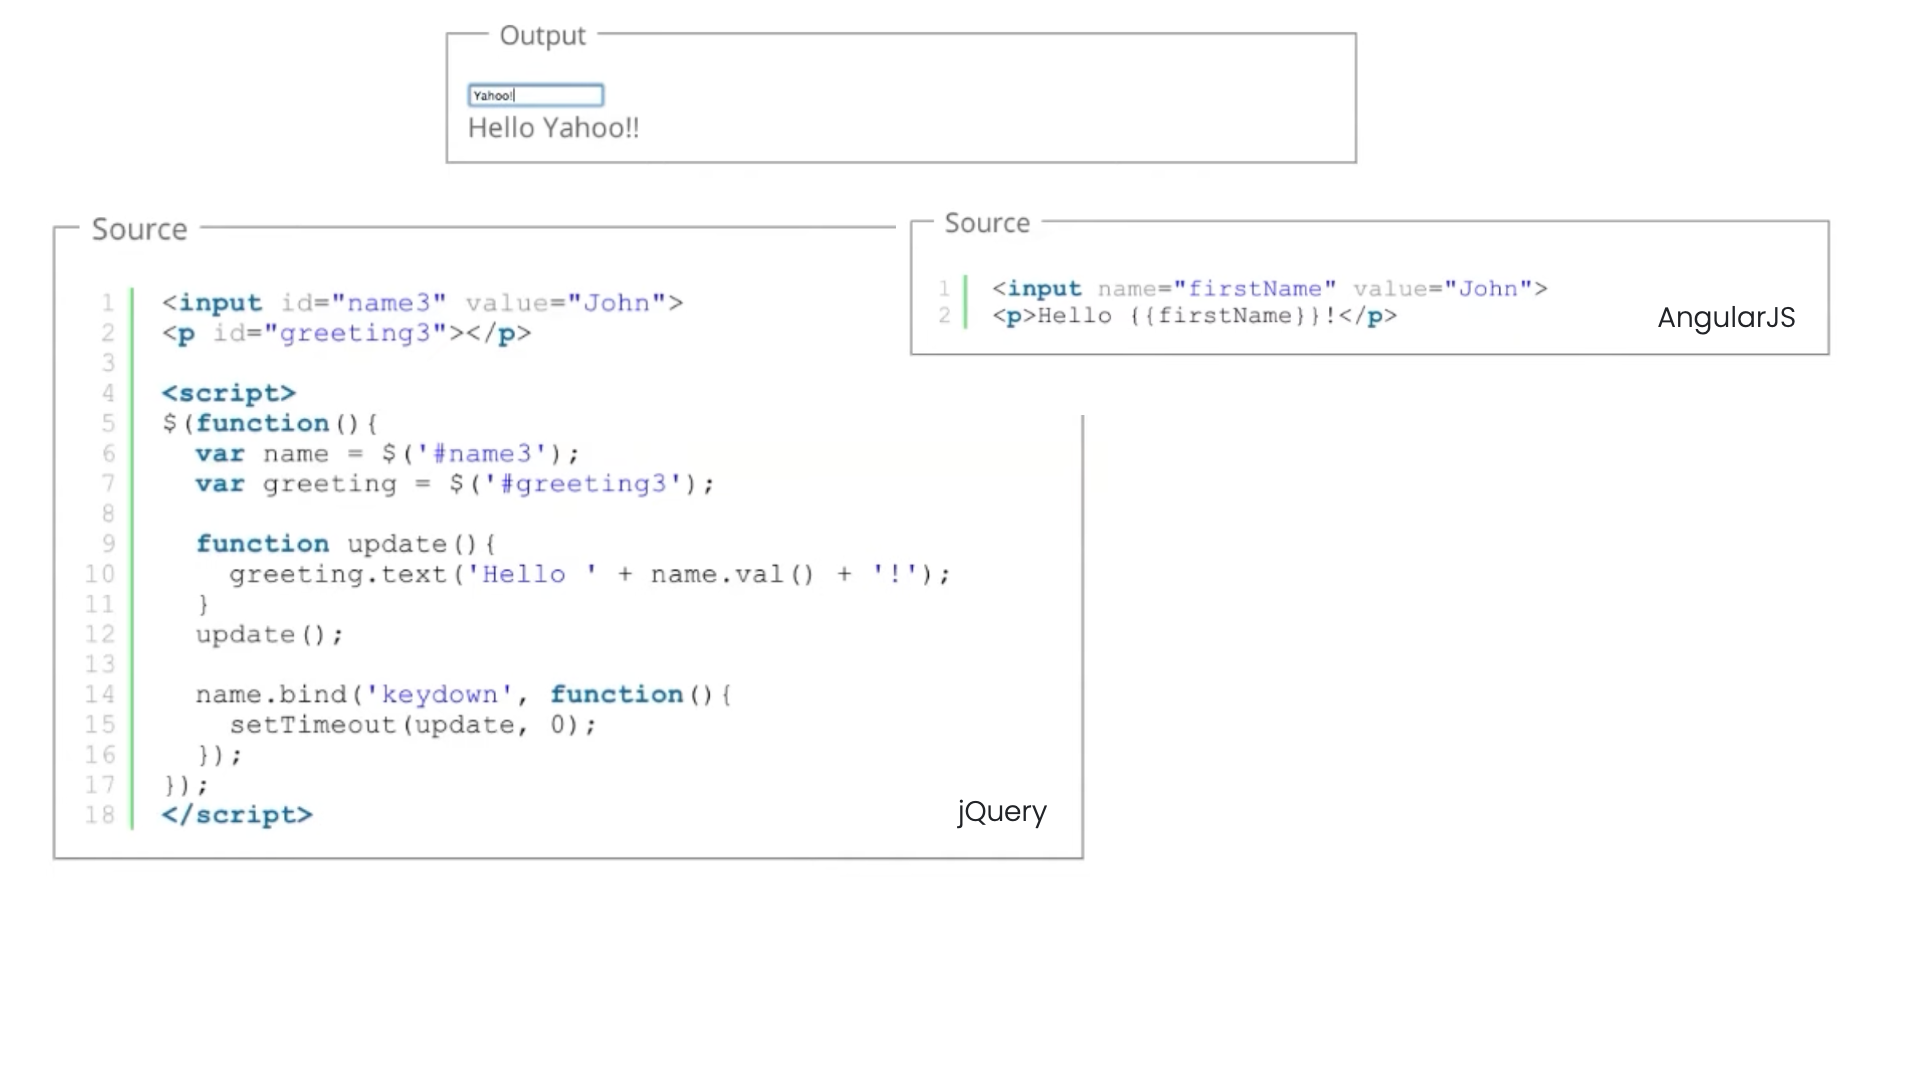 Output
Yahoo!
Hello Yahoo!!
Source
1 <input id="name3" value="John">
2 <p id="greeting3"></p>
3
4 <script>
5 $(function(){
6   var name = $('#name3');
7   var greeting = $('#greeting3');
8
9   function update(){
10     greeting.text('Hello ' + name.val() + '!');
11   }
12   update();
13
14   name.bind('keydown', function(){
15     setTimeout(update, 0);
16   });
17 });
18 </script>
jQuery
Source
1 <input name="firstName" value="John">
2 <p>Hello {{firstName}}!</p>
AngularJS